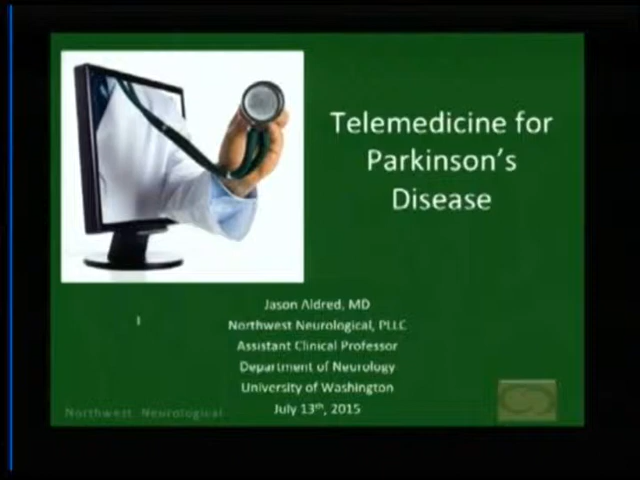 Telemedicine for
Parkinson's
Disease
Jason Aldred, MD
Northwest Neurological, PLLC
Assistant Clinical Professor
Department of Neurology
University of Washington
July 13th, 2015
Northwest Neurological